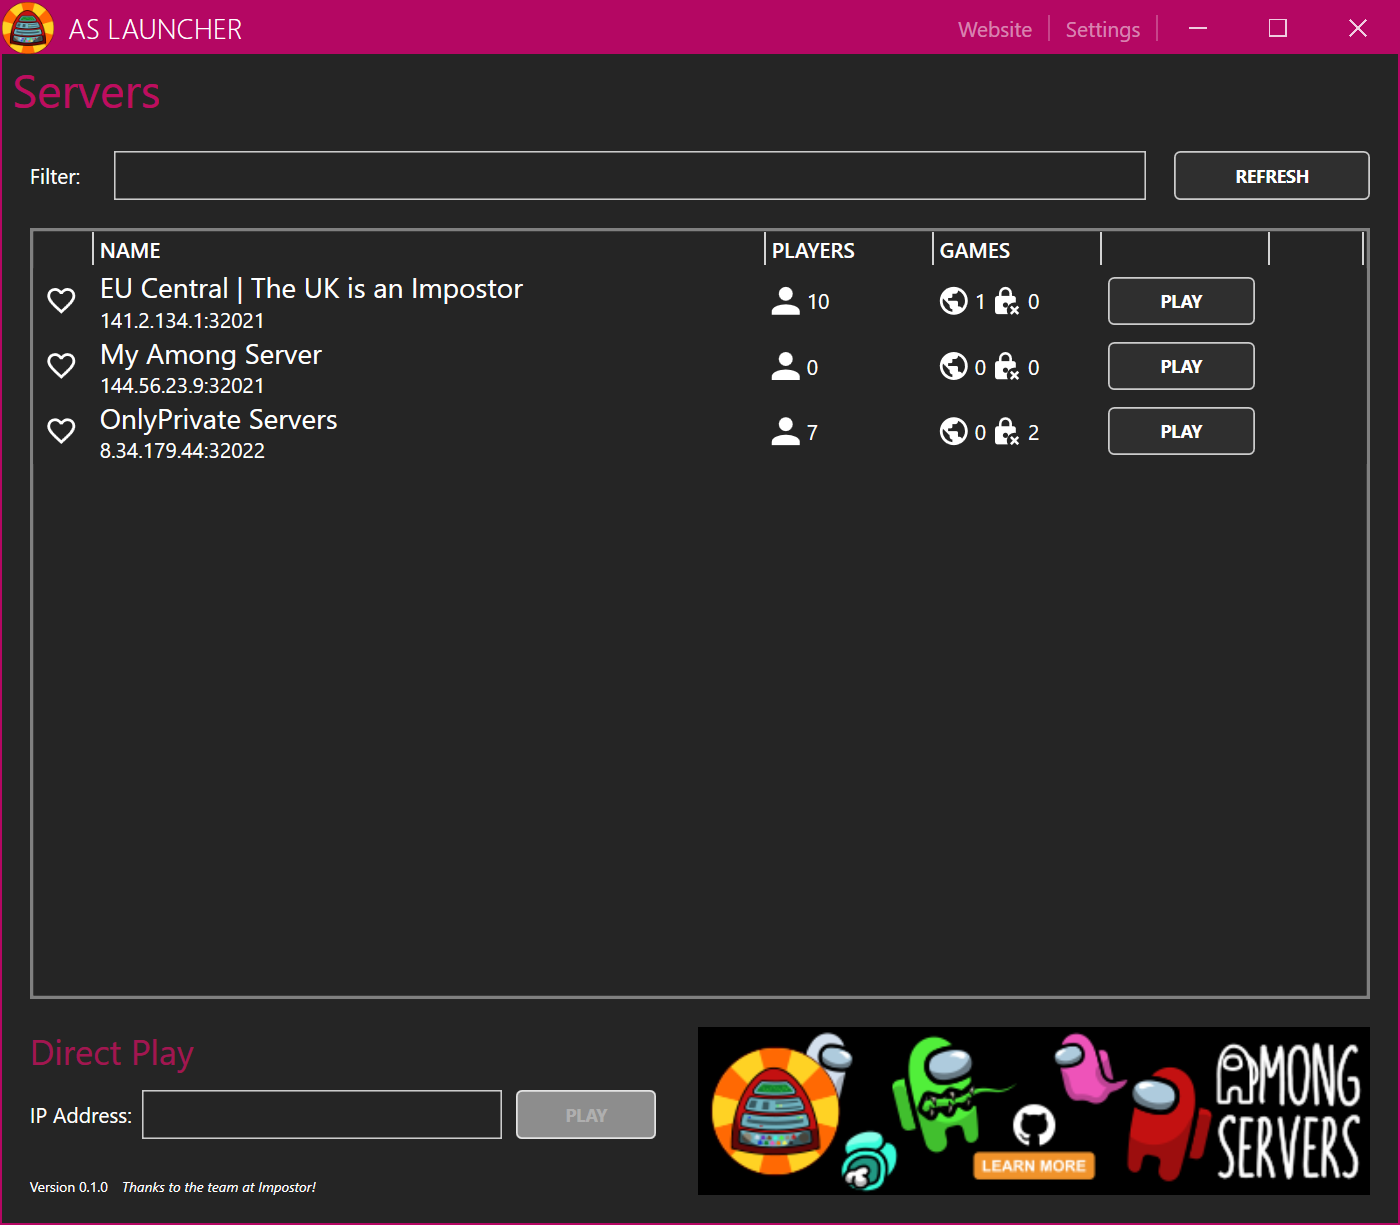 AS LAUNCHER Website Settings
Servers
Filter: REFRESH
NAME PLAYERS GAMES
EU Central | The UK is an Impostor
141.2.134.1:32021
10 1 0 PLAY
My Among Server
144.56.23.9:32021
0 0 0 PLAY
OnlyPrivate Servers
8.34.179.44:32022
7 0 2 PLAY
Direct Play
IP Address: PLAY
Version 0.1.0 Thanks to the team at Impostor!
LEARN MORE
AMONG
SERVERS